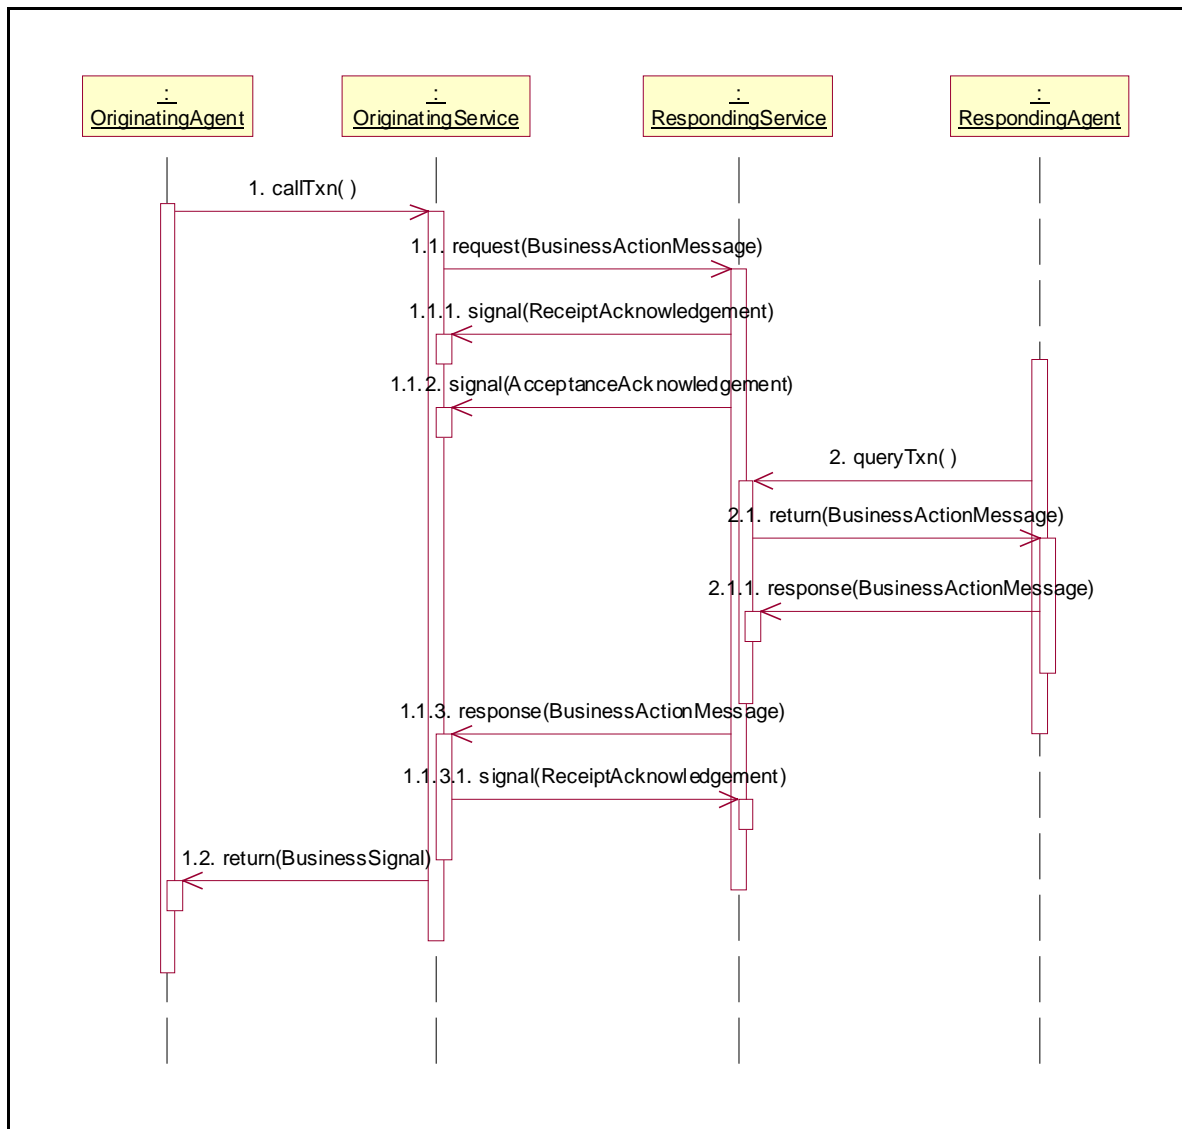 :
OriginatingAgent
:
OriginatingService
:
RespondingService
:
RespondingAgent
1. callTxn( )
1.1. request(BusinessActionMessage)
1.1.1. signal(ReceiptAcknowledgement)
1.1.2. signal(AcceptanceAcknowledgement)
2. queryTxn( )
2.1. return(BusinessActionMessage)
2.1.1. response(BusinessActionMessage)
1.1.3. response(BusinessActionMessage)
1.1.3.1. signal(ReceiptAcknowledgement)
1.2. return(BusinessSignal)